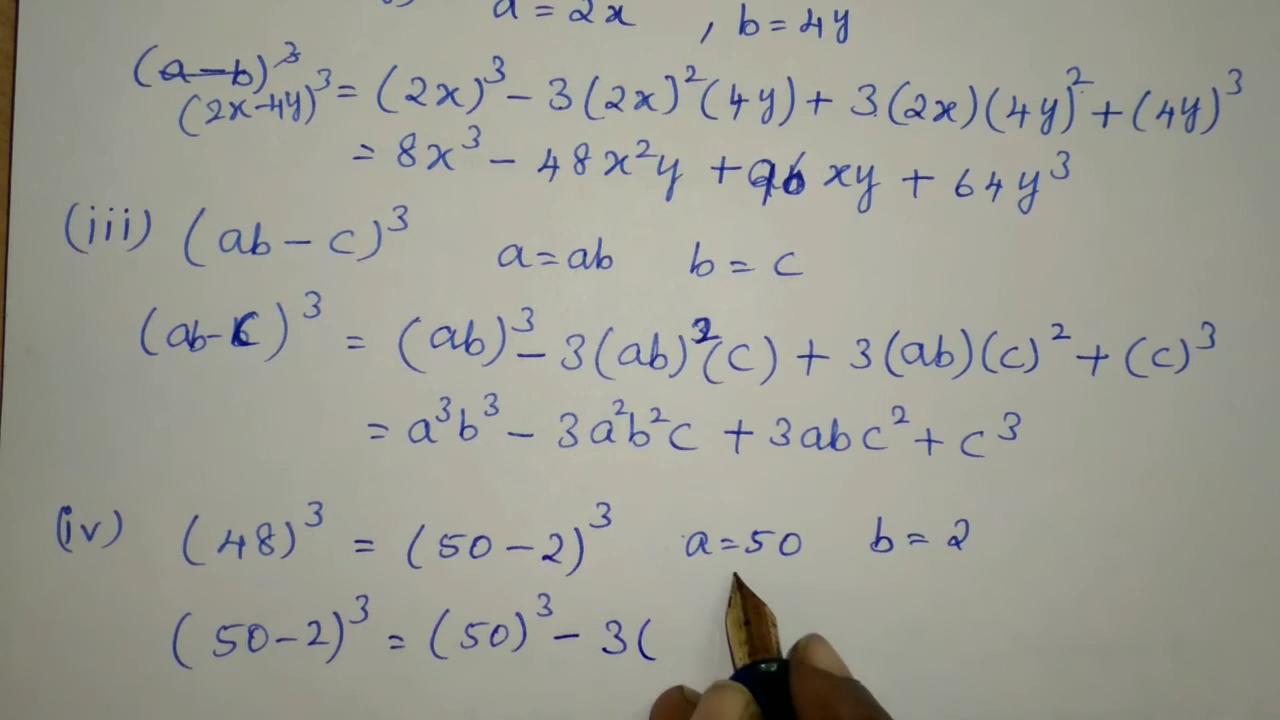 a = 2x , b = 4y
(a-b)³
(2x-4y)³ = (2x)³ - 3(2x)²(4y) + 3(2x)(4y)² + (4y)³
= 8x³ - 48x²y + 96xy + 64y³
(iii) (ab - c)³ a = ab b = c
(ab-c)³ = (ab)³ - 3(ab)²(c) + 3(ab)(c)² + (c)³
= a³b³ - 3a²b²c + 3abc² + c³
(iv) (48)³ = (50-2)³ a = 50 b = 2
(50-2)³ = (50)³ - 3(